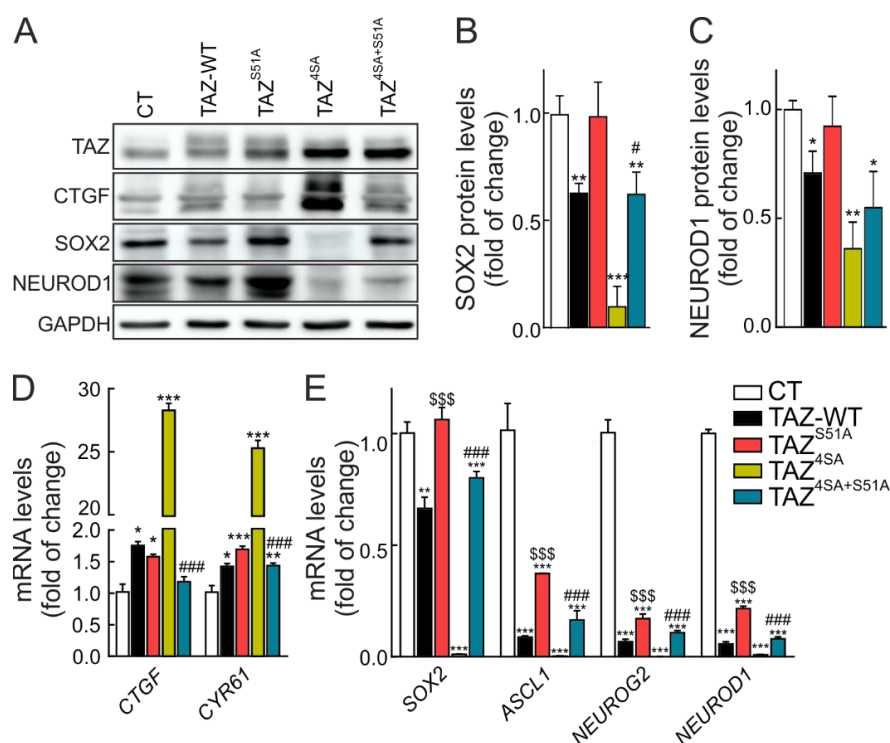 A
CT
TAZ-WT
TAZ^S51A
TAZ^4SA
TAZ^4SA+S51A
TAZ
CTGF
SOX2
NEUROD1
GAPDH
B
SOX2 protein levels
(fold of change)
1.0
0.5
0.0
**
***
#
**
C
NEUROD1 protein levels
(fold of change)
1.0
0.5
0.0
*
**
*
D
mRNA levels
(fold of change)
30
25
20
2.0
1.5
1.0
0.5
0.0
*
*
***
###
*
***
***
###
**
CTGF
CYR61
E
mRNA levels
(fold of change)
1.0
0.5
0.0
**
$$$
***
###
***
***
$$$
***
***
###
***
***
$$$
***
***
###
***
***
$$$
***
***
###
***
SOX2
ASCL1
NEUROG2
NEUROD1
CT
TAZ-WT
TAZ^S51A
TAZ^4SA
TAZ^4SA+S51A